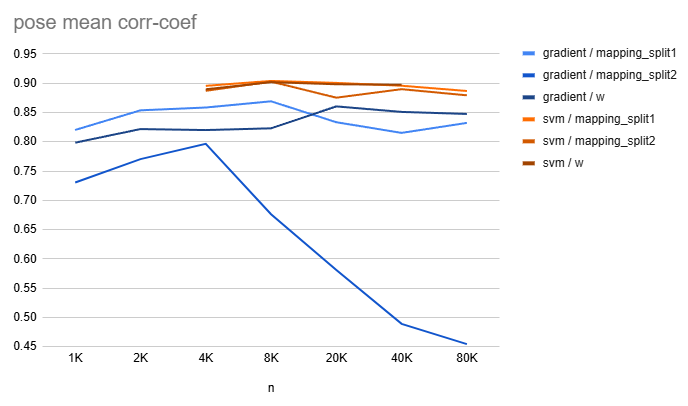 pose mean corr-coef
0.95
0.90
0.85
0.80
0.75
0.70
0.65
0.60
0.55
0.50
0.45
1K 2K 4K 8K 20K 40K 80K
n
gradient / mapping_split1
gradient / mapping_split2
gradient / w
svm / mapping_split1
svm / mapping_split2
svm / w